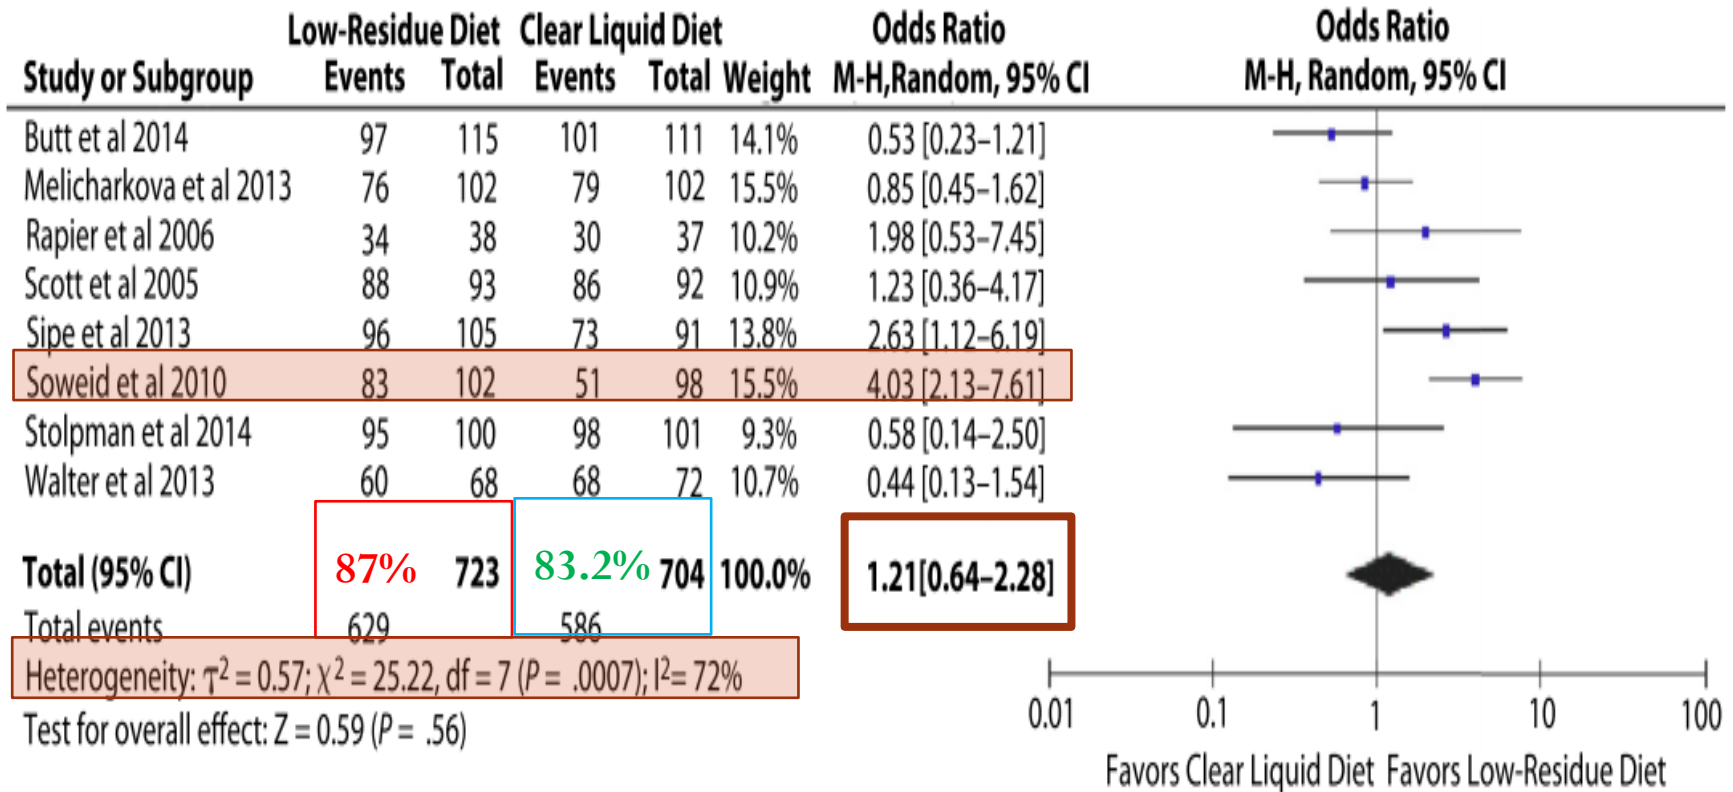 Low-Residue Diet Clear Liquid Diet Odds Ratio Odds Ratio
Study or Subgroup Events Total Events Total Weight M-H,Random, 95% CI M-H, Random, 95% CI
Butt et al 2014 97 115 101 111 14.1% 0.53 [0.23–1.21]
Melicharkova et al 2013 76 102 79 102 15.5% 0.85 [0.45–1.62]
Rapier et al 2006 34 38 30 37 10.2% 1.98 [0.53–7.45]
Scott et al 2005 88 93 86 92 10.9% 1.23 [0.36–4.17]
Sipe et al 2013 96 105 73 91 13.8% 2.63 [1.12–6.19]
Soweid et al 2010 83 102 51 98 15.5% 4.03 [2.13–7.61]
Stolpman et al 2014 95 100 98 101 9.3% 0.58 [0.14–2.50]
Walter et al 2013 60 68 68 72 10.7% 0.44 [0.13–1.54]
Total (95% CI) 87% 723 83.2% 704 100.0% 1.21[0.64–2.28]
Total events 629 586
Heterogeneity: τ² = 0.57; χ² = 25.22, df = 7 (P = .0007); I²= 72%
Test for overall effect: Z = 0.59 (P = .56)
0.01 0.1 1 10 100
Favors Clear Liquid Diet Favors Low-Residue Diet